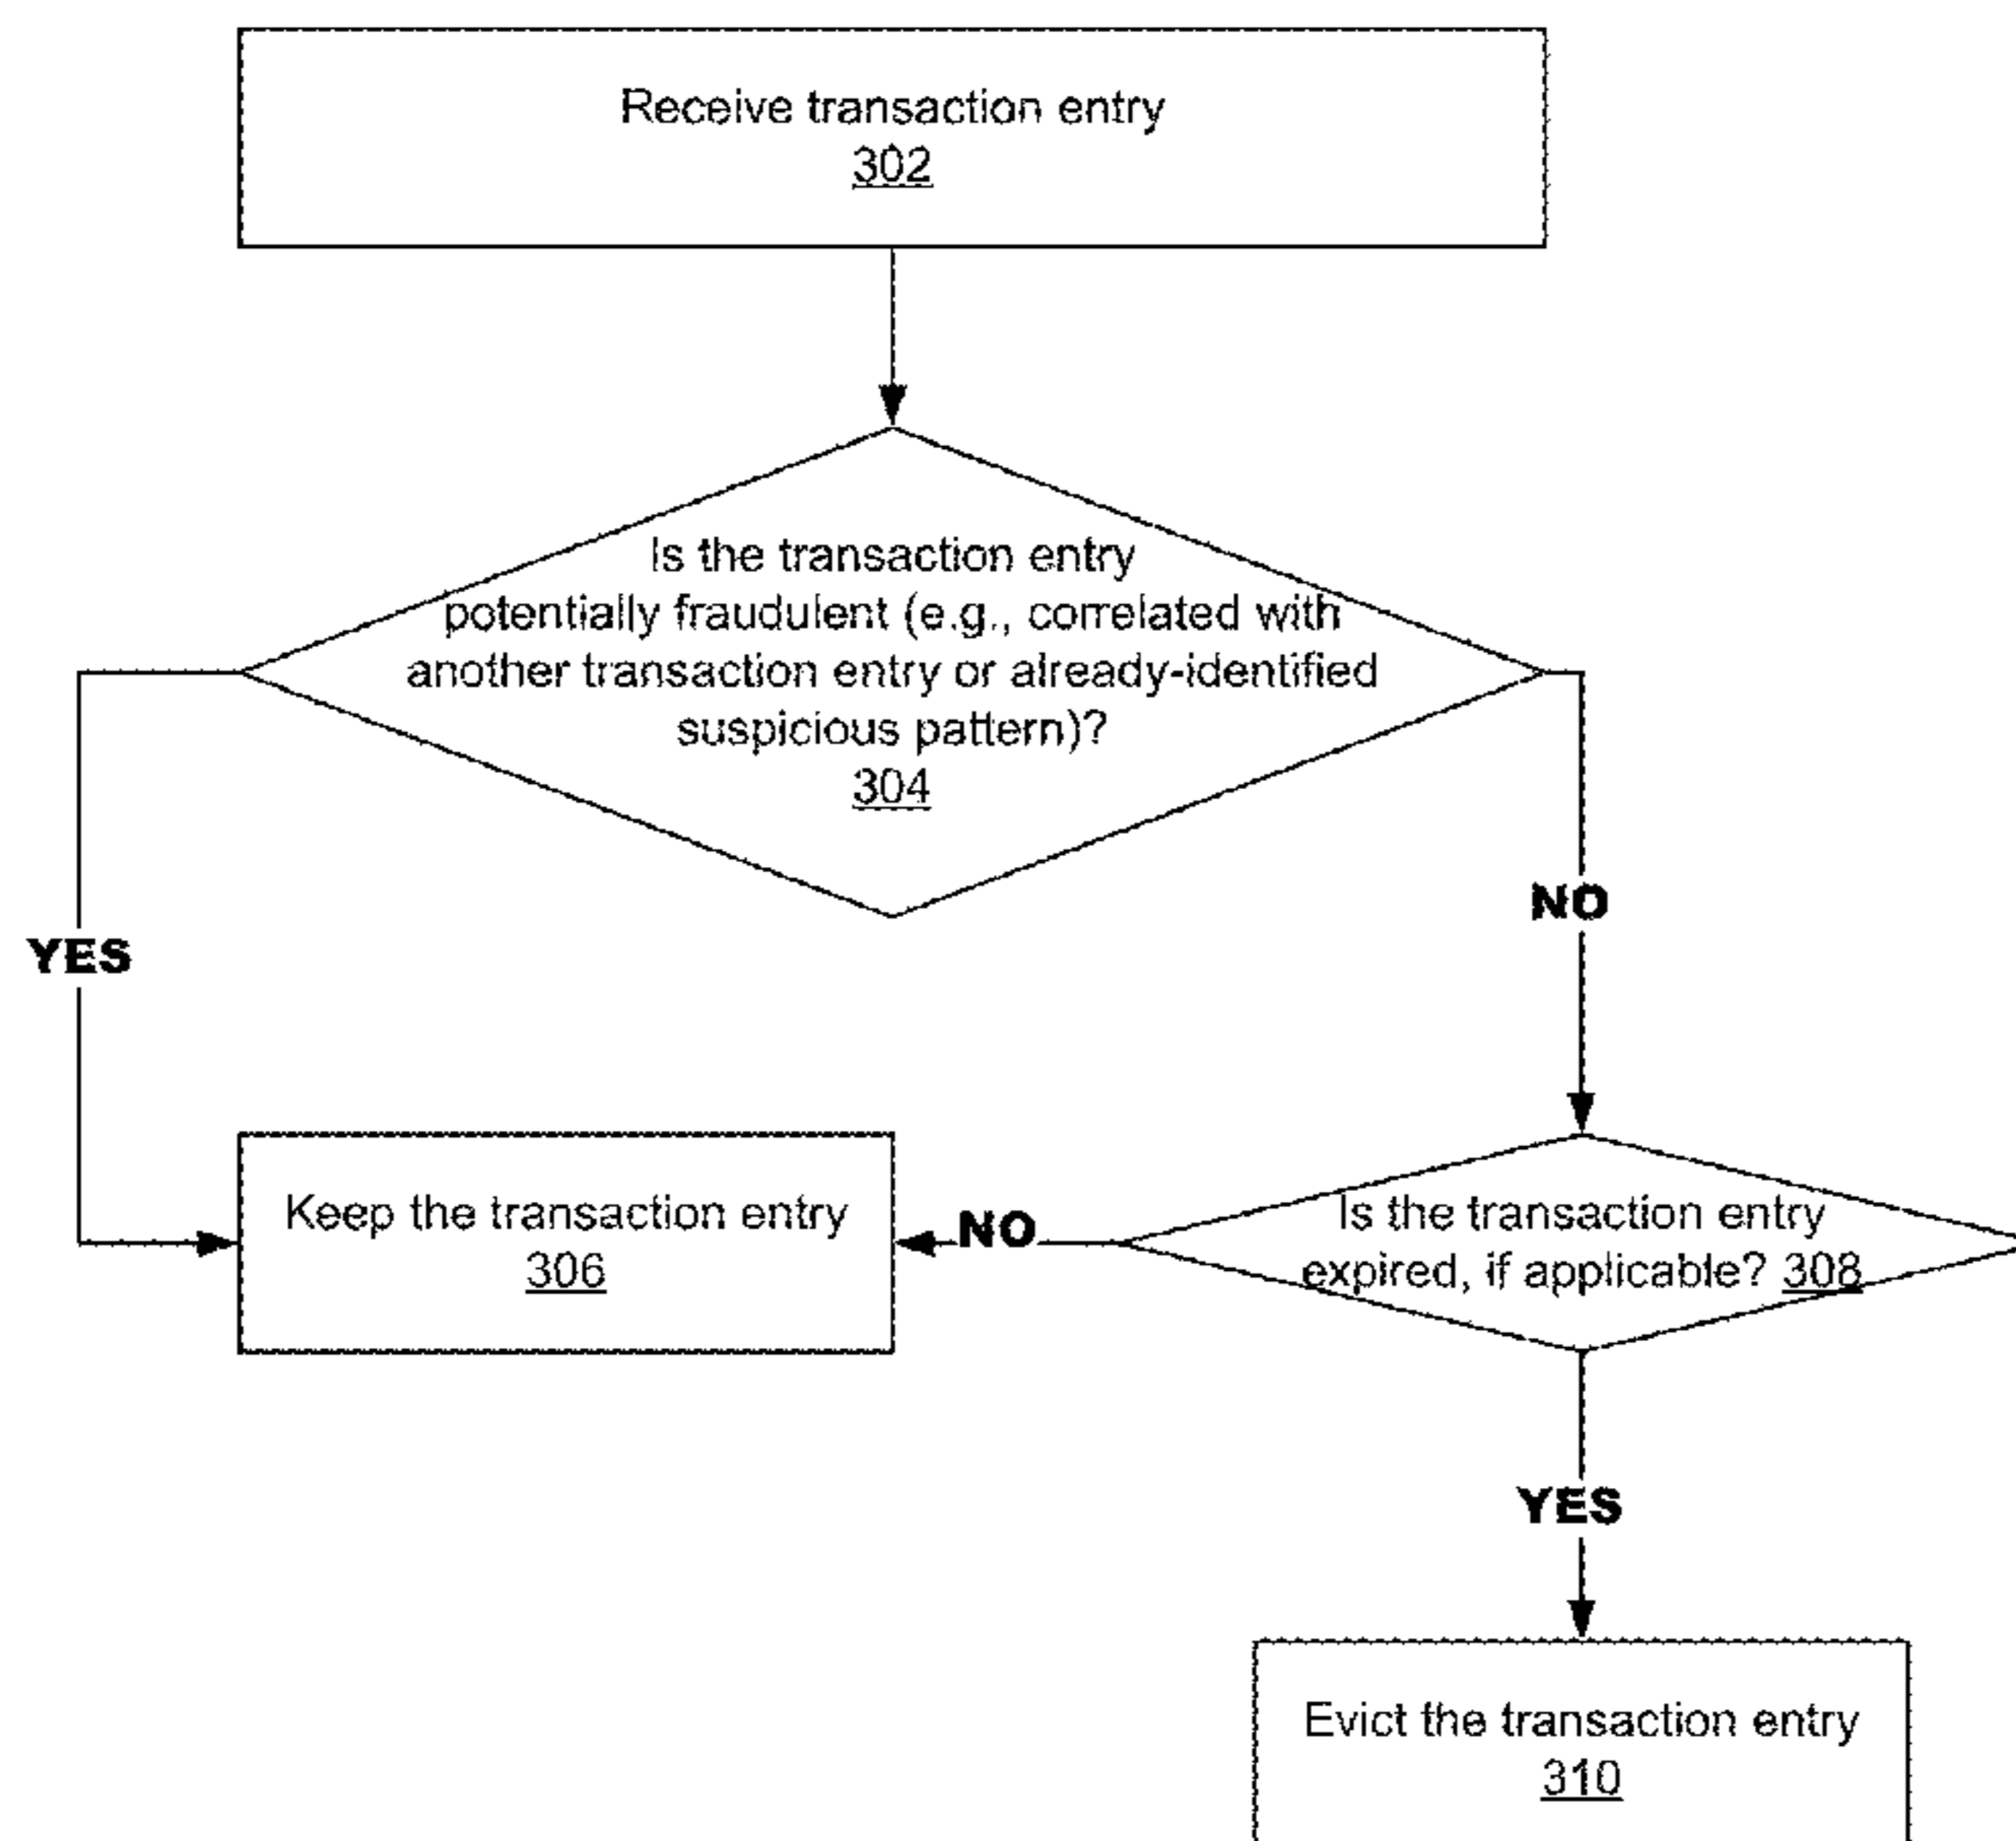 Receive transaction entry
302
Is the transaction entry
potentially fraudulent (e.g., correlated with
another transaction entry or already-identified
suspicious pattern)?
304
NO
YES
Keep the transaction entry
306
NO
Is the transaction entry
expired, if applicable? 308
YES
Evict the transaction entry
310